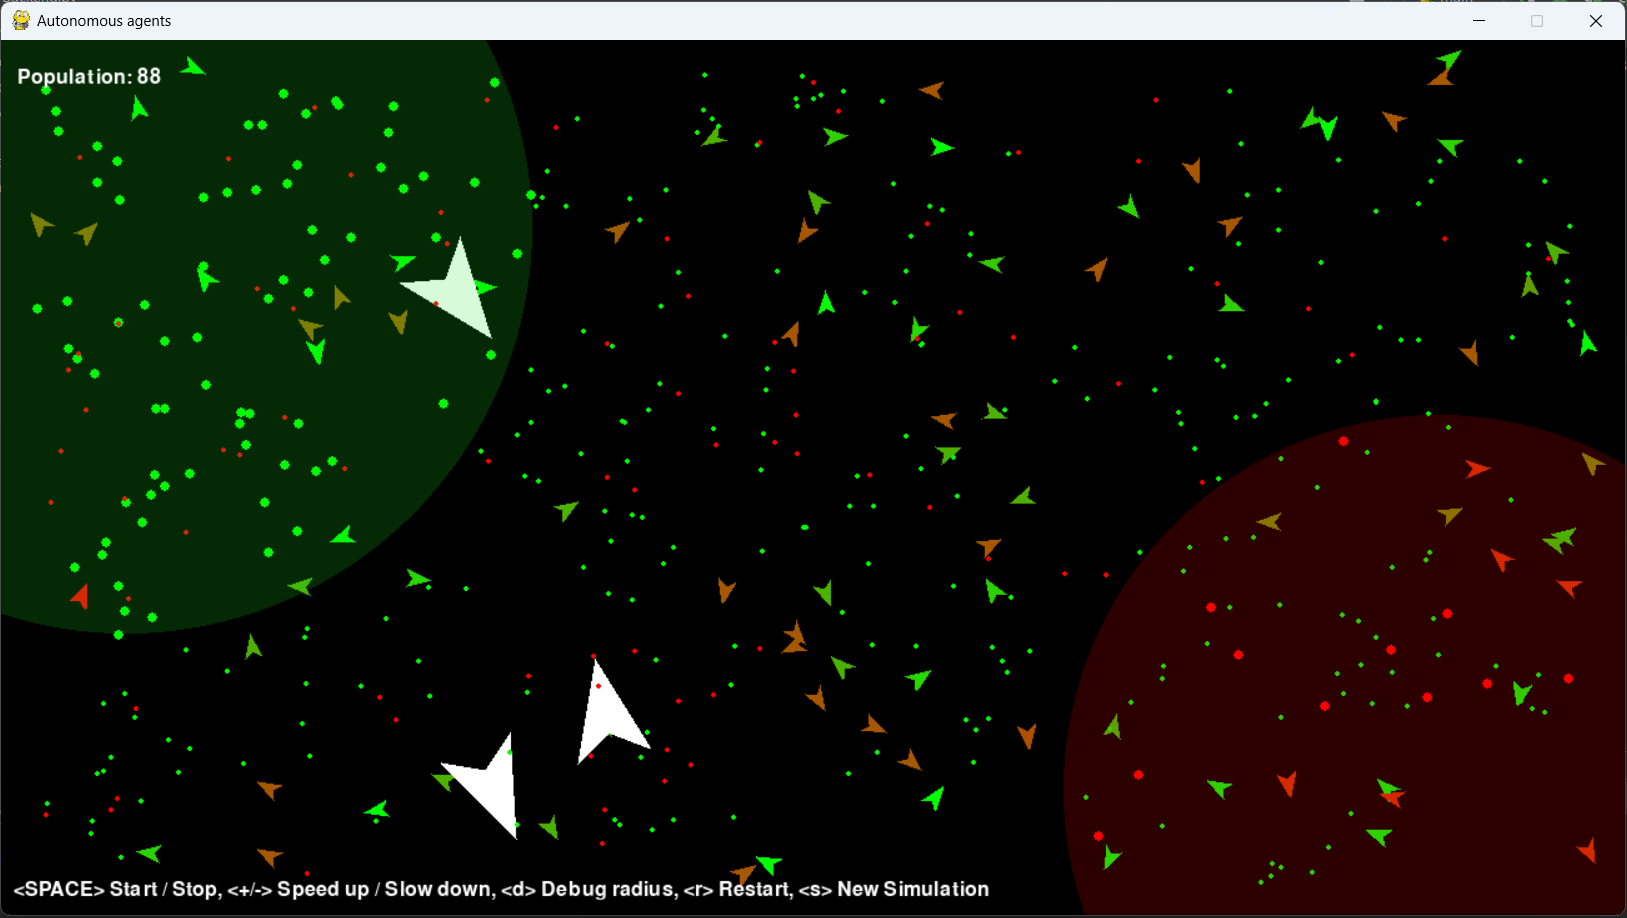 Autonomous agents
Population: 88
<SPACE> Start / Stop, <+/-> Speed up / Slow down, <d> Debug radius, <r> Restart, <s> New Simulation